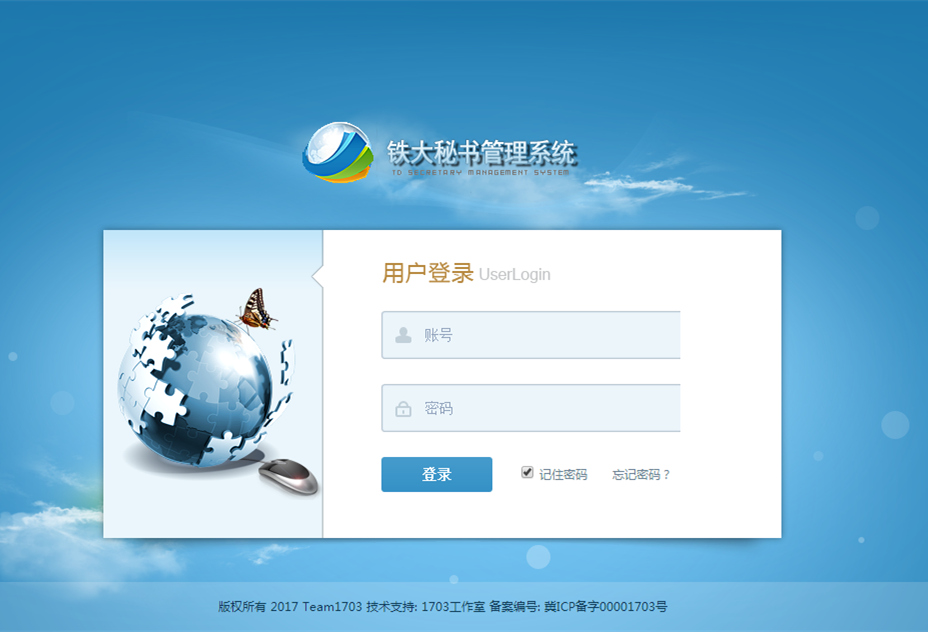 铁大秘书管理系统
TD SECRETARY MANAGEMENT SYSTEM
用户登录 UserLogin
账号
密码
登录 记住密码 忘记密码？
版权所有 2017 Team1703 技术支持: 1703工作室 备案编号: 冀ICP备字00001703号